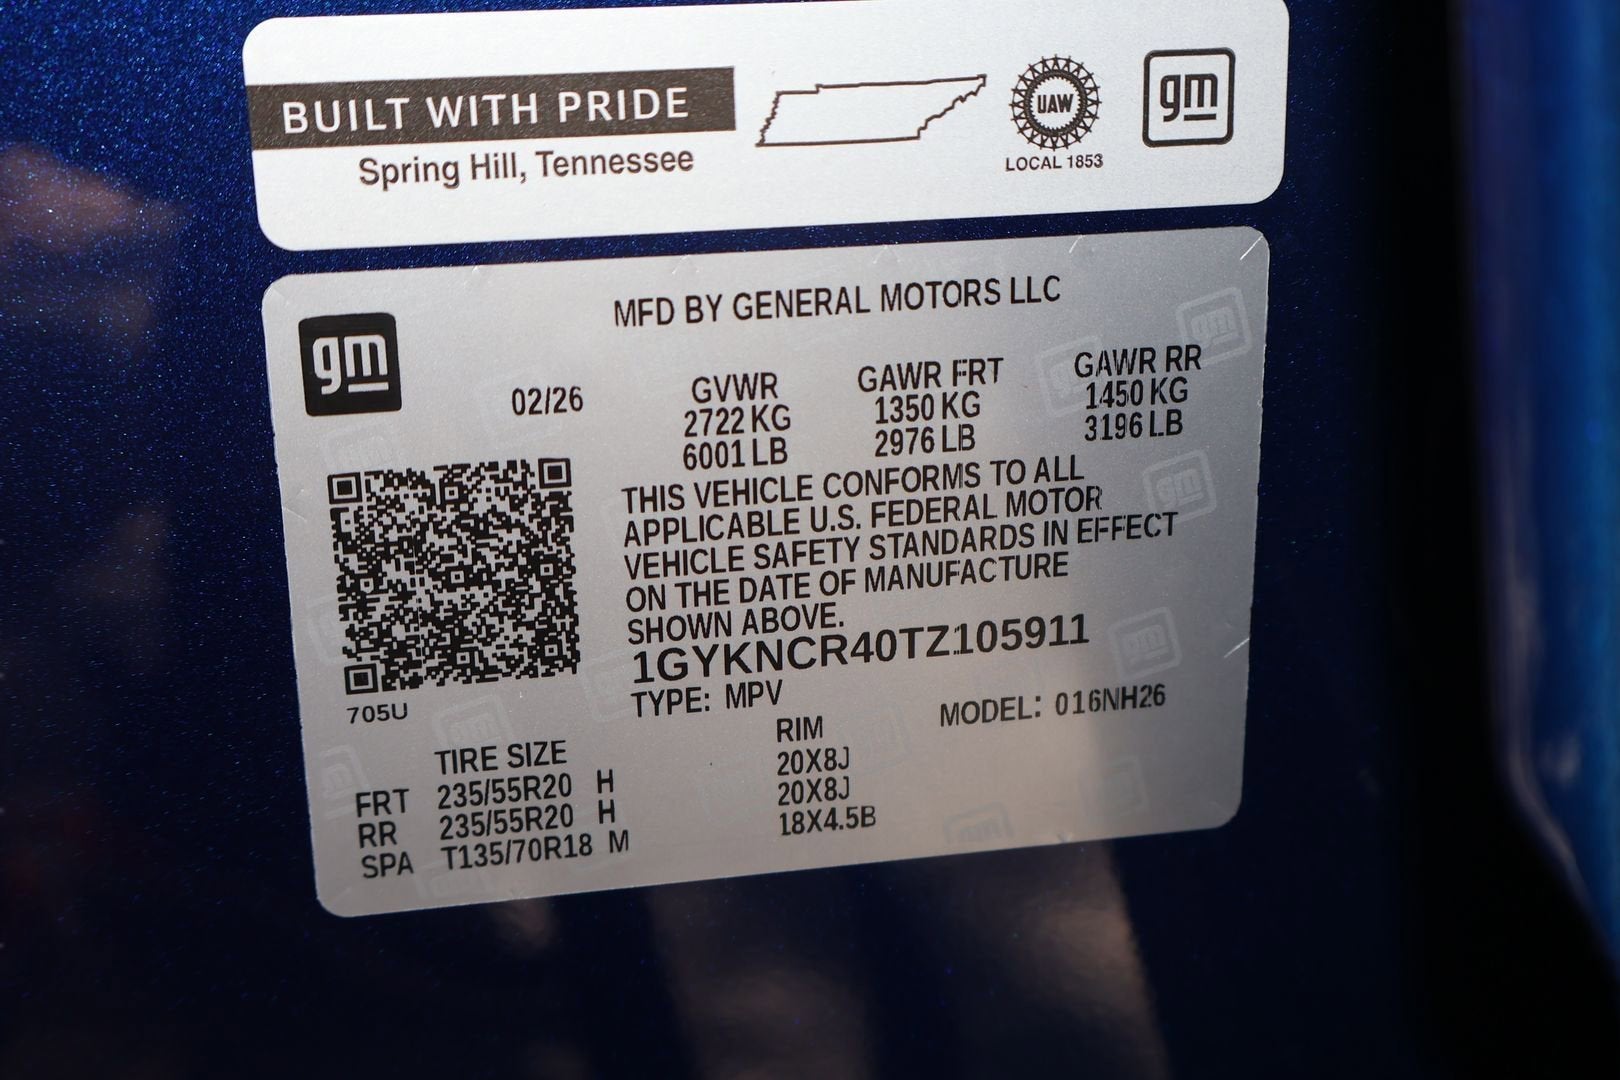 BUILT WITH PRIDE
Spring Hill, Tennessee
UAW
LOCAL 1853
gm
MFD BY GENERAL MOTORS LLC
gm
02/26
GVWR
2722 KG
6001 LB
GAWR FRT
1350 KG
2976 LB
GAWR RR
1450 KG
3196 LB
THIS VEHICLE CONFORMS TO ALL
APPLICABLE U.S. FEDERAL MOTOR
VEHICLE SAFETY STANDARDS IN EFFECT
ON THE DATE OF MANUFACTURE
SHOWN ABOVE.
1GYKNCR40TZ105911
TYPE: MPV
MODEL: 016NH26
705U
TIRE SIZE RIM
FRT 235/55R20 H 20X8J
RR 235/55R20 H 20X8J
SPA T135/70R18 M 18X4.5B